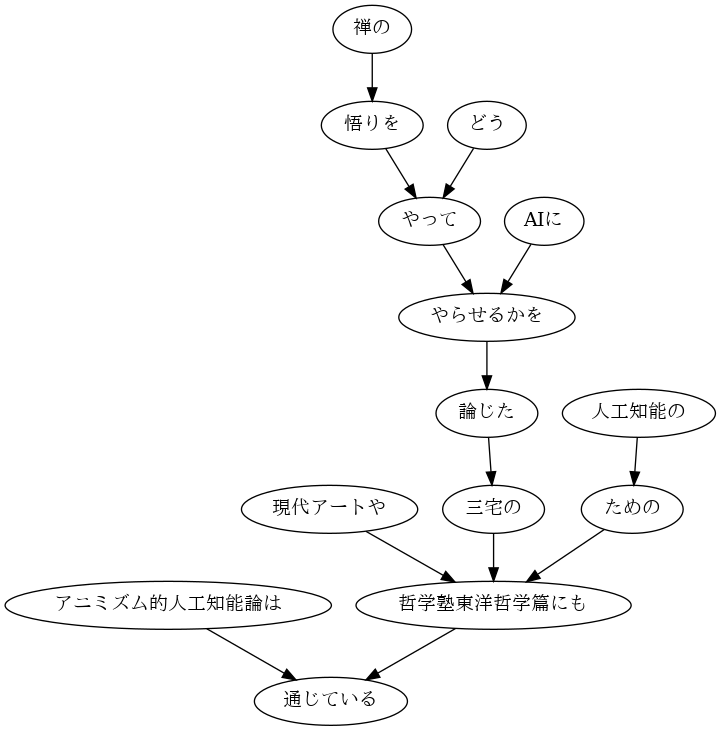 禅の
悟りを
どう
やって
AIに
やらせるかを
論じた
人工知能の
現代アートや
三宅の
ための
アニミズム的人工知能論は
哲学塾東洋哲学篇にも
通じている